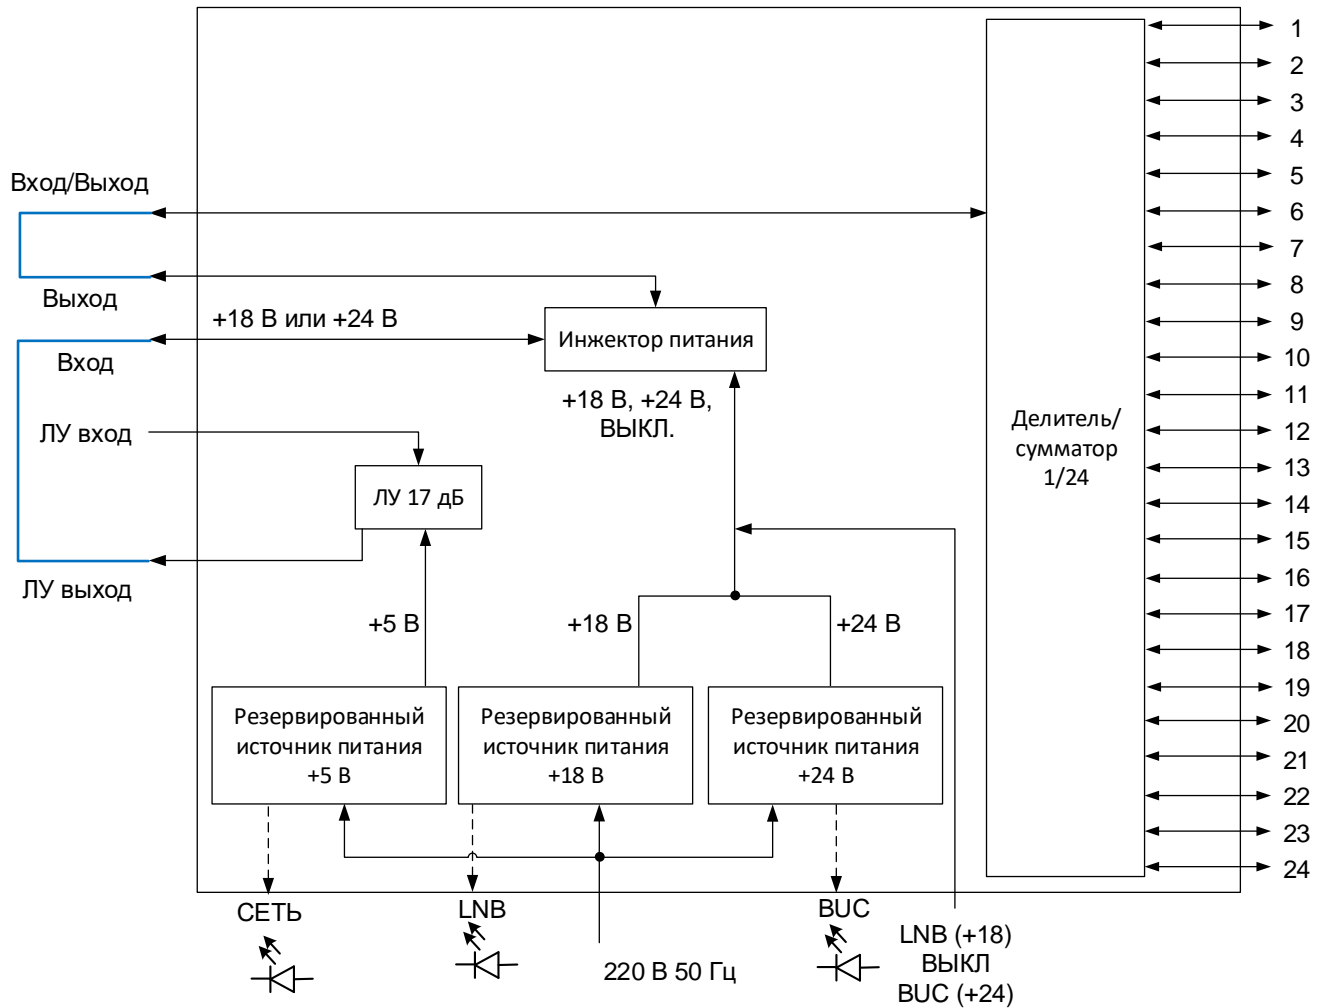 Вход/Выход
Выход
+18 В или +24 В
Вход
Инжектор питания
+18 В, +24 В,
ВЫКЛ.
ЛУ вход
ЛУ 17 дБ
ЛУ выход
+5 В
+18 В
+24 В
Резервированный
источник питания
+5 В
Резервированный
источник питания
+18 В
Резервированный
источник питания
+24 В
СЕТЬ
LNB
BUC
220 В 50 Гц
LNB (+18)
ВЫКЛ
BUC (+24)
Делитель/
сумматор
1/24
1
2
3
4
5
6
7
8
9
10
11
12
13
14
15
16
17
18
19
20
21
22
23
24